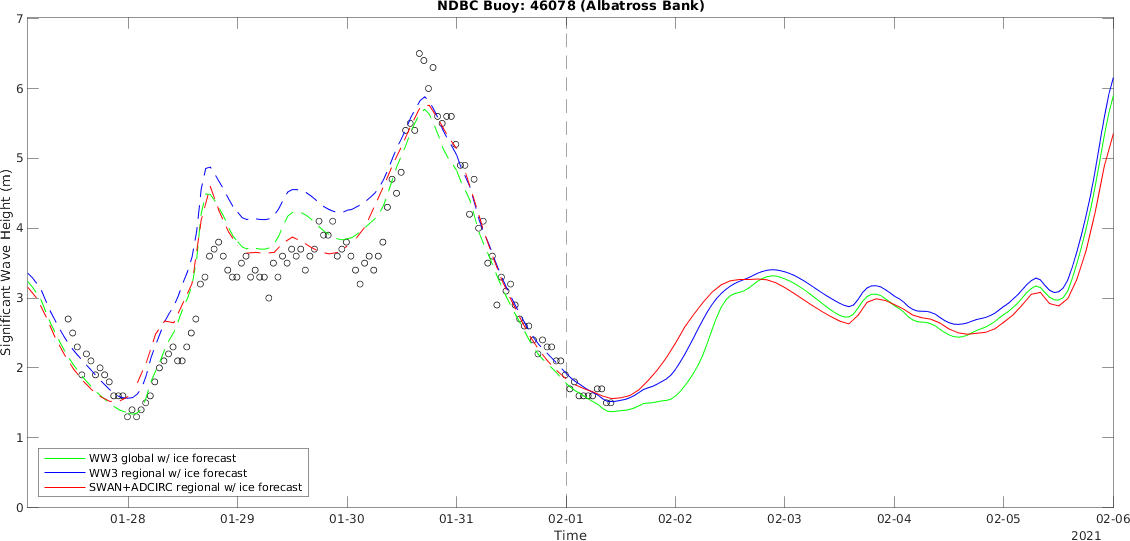 NDBC Buoy: 46078 (Albatross Bank)
7
6
5
4
3
2
1
0
Significant Wave Height (m)
WW3 global w/ ice forecast
WW3 regional w/ ice forecast
SWAN+ADCIRC regional w/ ice forecast
01-28 01-29 01-30 01-31 02-01 02-02 02-03 02-04 02-05 02-06
Time
2021